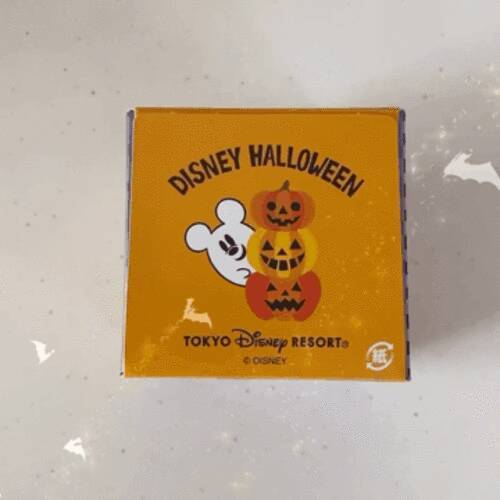 DISNEY HALLOWEEN
TOKYO Disney RESORT®
© DISNEY
紙